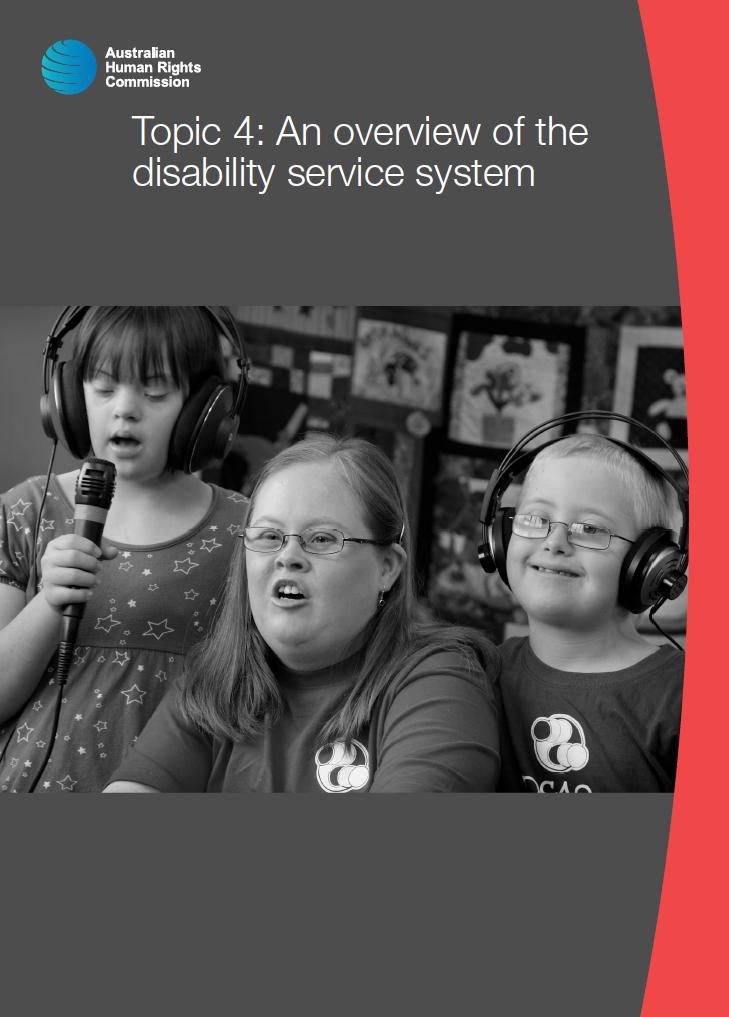 Australian
Human Rights
Commission
Topic 4: An overview of the
disability service system